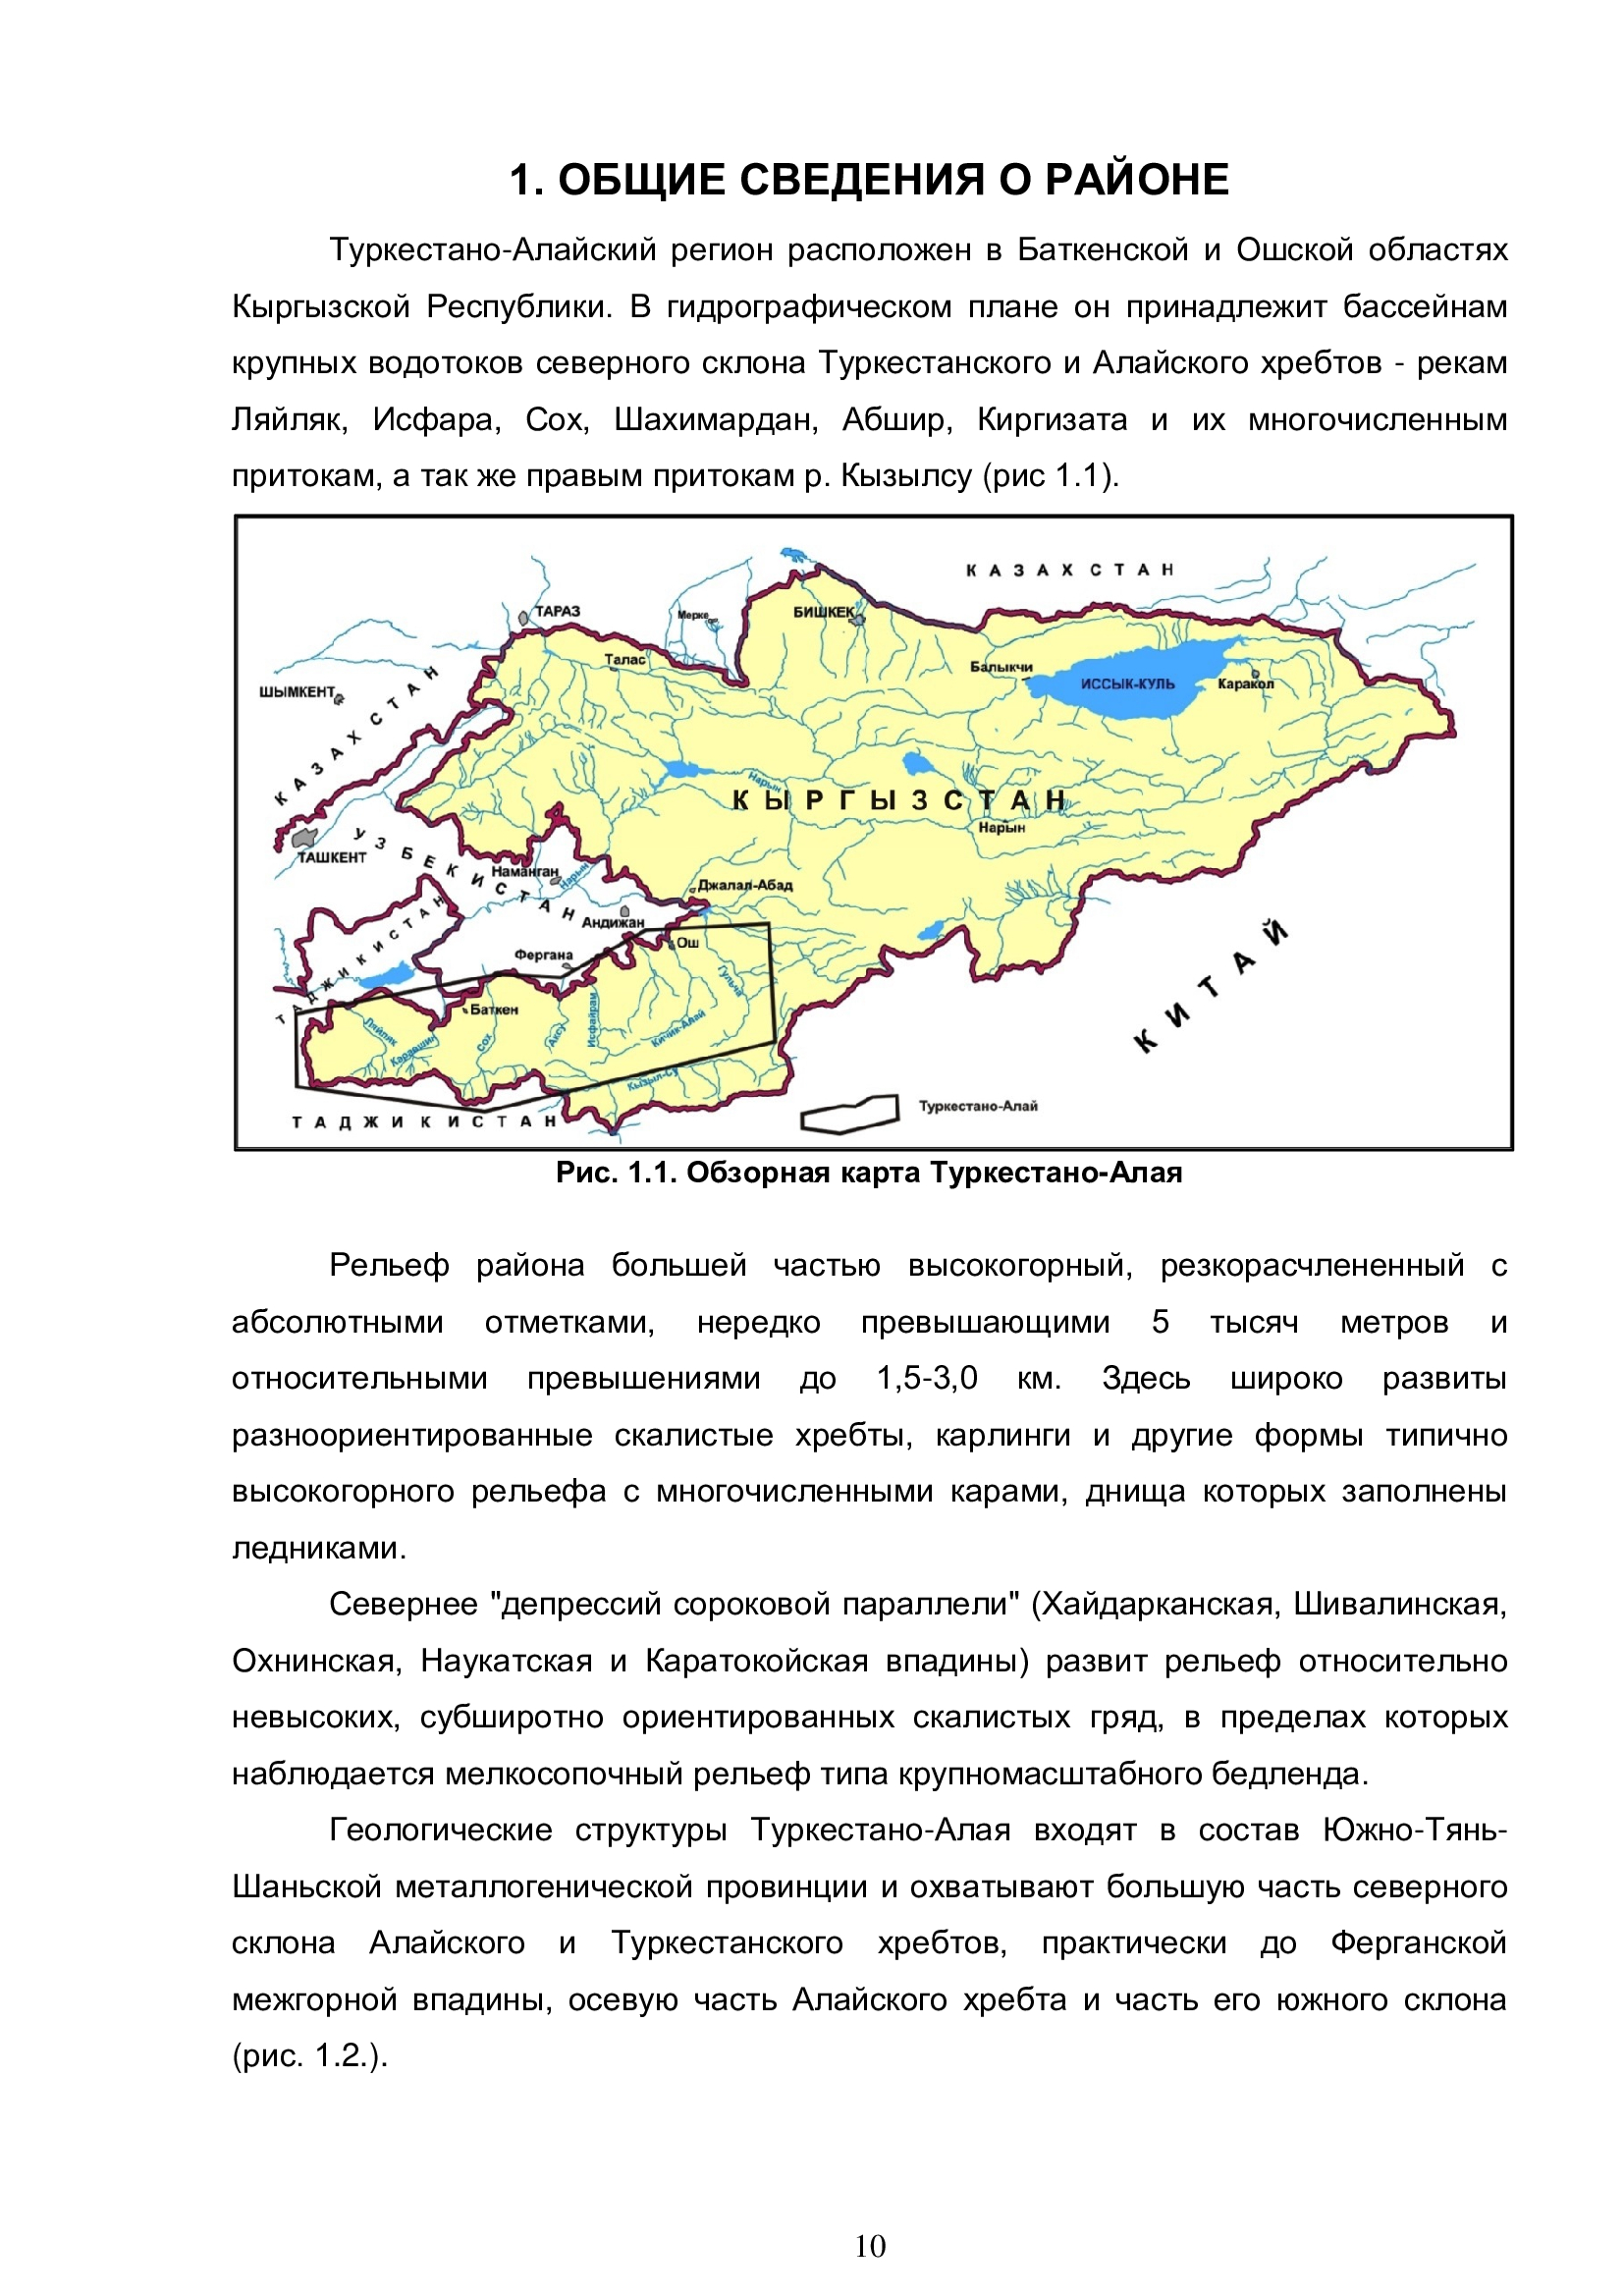 1. ОБЩИЕ СВЕДЕНИЯ О РАЙОНЕ
Туркестано-Алайский регион расположен в Баткенской и Ошской областях
Кыргызской Республики. В гидрографическом плане он принадлежит бассейнам
крупных водотоков северного склона Туркестанского и Алайского хребтов - рекам
Ляйляк, Исфара, Сох, Шахимардан, Абшир, Киргизата и их многочисленным
притокам, а так же правым притокам р. Кызылсу (рис 1.1).
КАЗАХСТАН
ТАРАЗ
Мерке
БИШКЕК
Талас
Балыкчи
ИССЫК-КУЛЬ
Каракол
ШЫМКЕНТ
КАЗАХСТАН
Нарын
КЫРГЫЗСТАН
Нарын
ТАШКЕНТ
УЗБЕКИСТАН
Наманган
Нарын
Джалал-Абад
Андижан
Ош
Фергана
ТАДЖИКИСТАН
Гульча
Баткен
Ляйляк
Каравшин
Сох
Аксу
Исфайрам
Кичик-Алай
Кызыл-Су
КИТАЙ
ТАДЖИКИСТАН
Туркестано-Алай
Рис. 1.1. Обзорная карта Туркестано-Алая
Рельеф района большей частью высокогорный, резкорасчлененный с
абсолютными отметками, нередко превышающими 5 тысяч метров и
относительными превышениями до 1,5-3,0 км. Здесь широко развиты
разноориентированные скалистые хребты, карлинги и другие формы типично
высокогорного рельефа с многочисленными карами, днища которых заполнены
ледниками.
Севернее "депрессий сороковой параллели" (Хайдарканская, Шивалинская,
Охнинская, Наукатская и Каратокойская впадины) развит рельеф относительно
невысоких, субширотно ориентированных скалистых гряд, в пределах которых
наблюдается мелкосопочный рельеф типа крупномасштабного бедленда.
Геологические структуры Туркестано-Алая входят в состав Южно-Тянь-
Шаньской металлогенической провинции и охватывают большую часть северного
склона Алайского и Туркестанского хребтов, практически до Ферганской
межгорной впадины, осевую часть Алайского хребта и часть его южного склона
(рис. 1.2.).
10